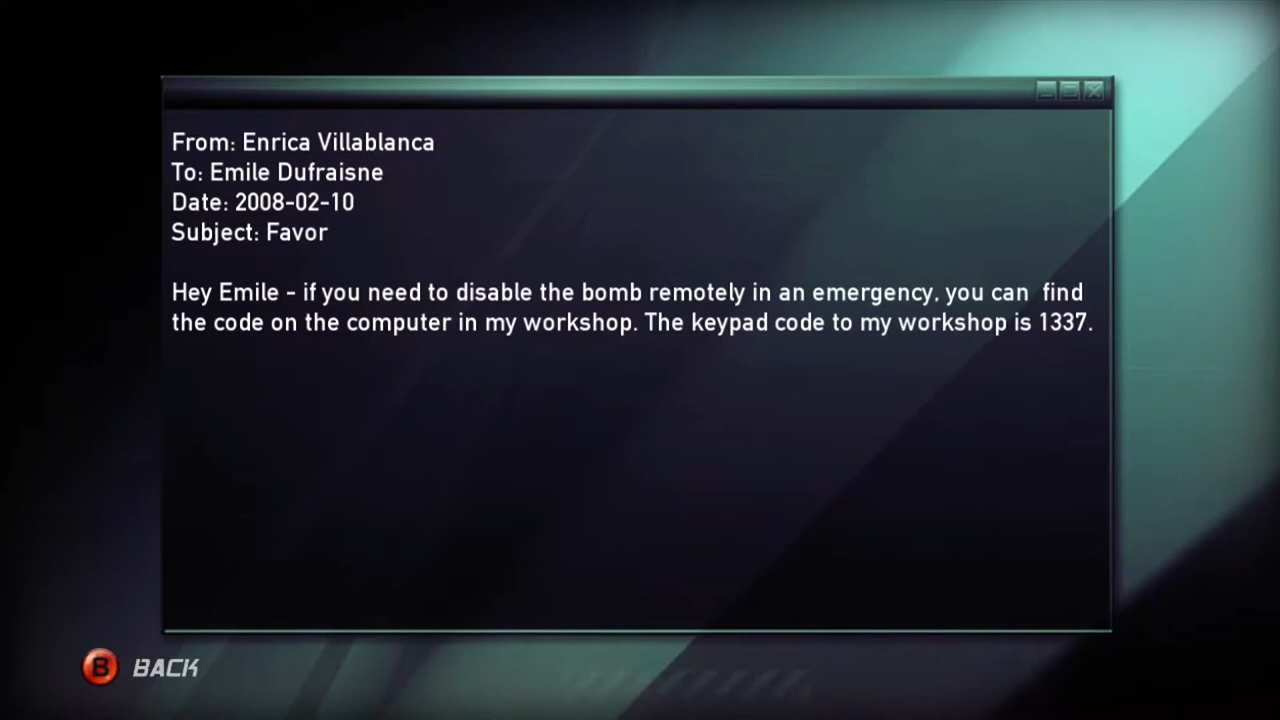 From: Enrica Villablanca
To: Emile Dufraisne
Date: 2008-02-10
Subject: Favor
Hey Emile - if you need to disable the bomb remotely in an emergency, you can find
the code on the computer in my workshop. The keypad code to my workshop is 1337.
B BACK